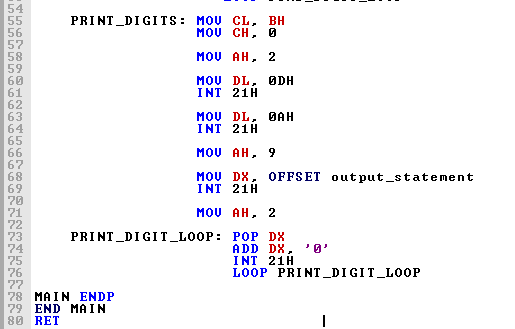 54
55 PRINT_DIGITS: MOV CL, BH
56 MOV CH, 0
57
58 MOV AH, 2
59
60 MOV DL, 0DH
61 INT 21H
62
63 MOV DL, 0AH
64 INT 21H
65
66 MOV AH, 9
67
68 MOV DX, OFFSET output_statement
69 INT 21H
70
71 MOV AH, 2
72
73 PRINT_DIGIT_LOOP: POP DX
74 ADD DX, '0'
75 INT 21H
76 LOOP PRINT_DIGIT_LOOP
77
78 MAIN ENDP
79 END MAIN
80 RET